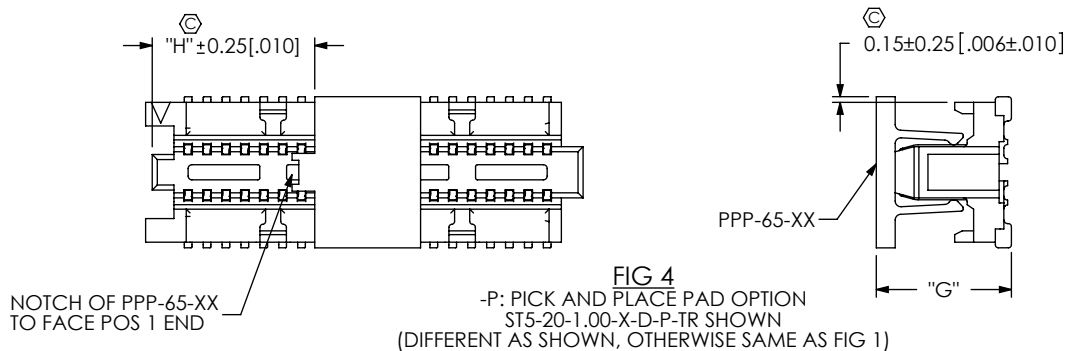 C
"H" ±0.25[.010]
C
0.15±0.25 [.006±.010]
PPP-65-XX
"G"
NOTCH OF PPP-65-XX
TO FACE POS 1 END
FIG 4
-P: PICK AND PLACE PAD OPTION
ST5-20-1.00-X-D-P-TR SHOWN
(DIFFERENT AS SHOWN, OTHERWISE SAME AS FIG 1)